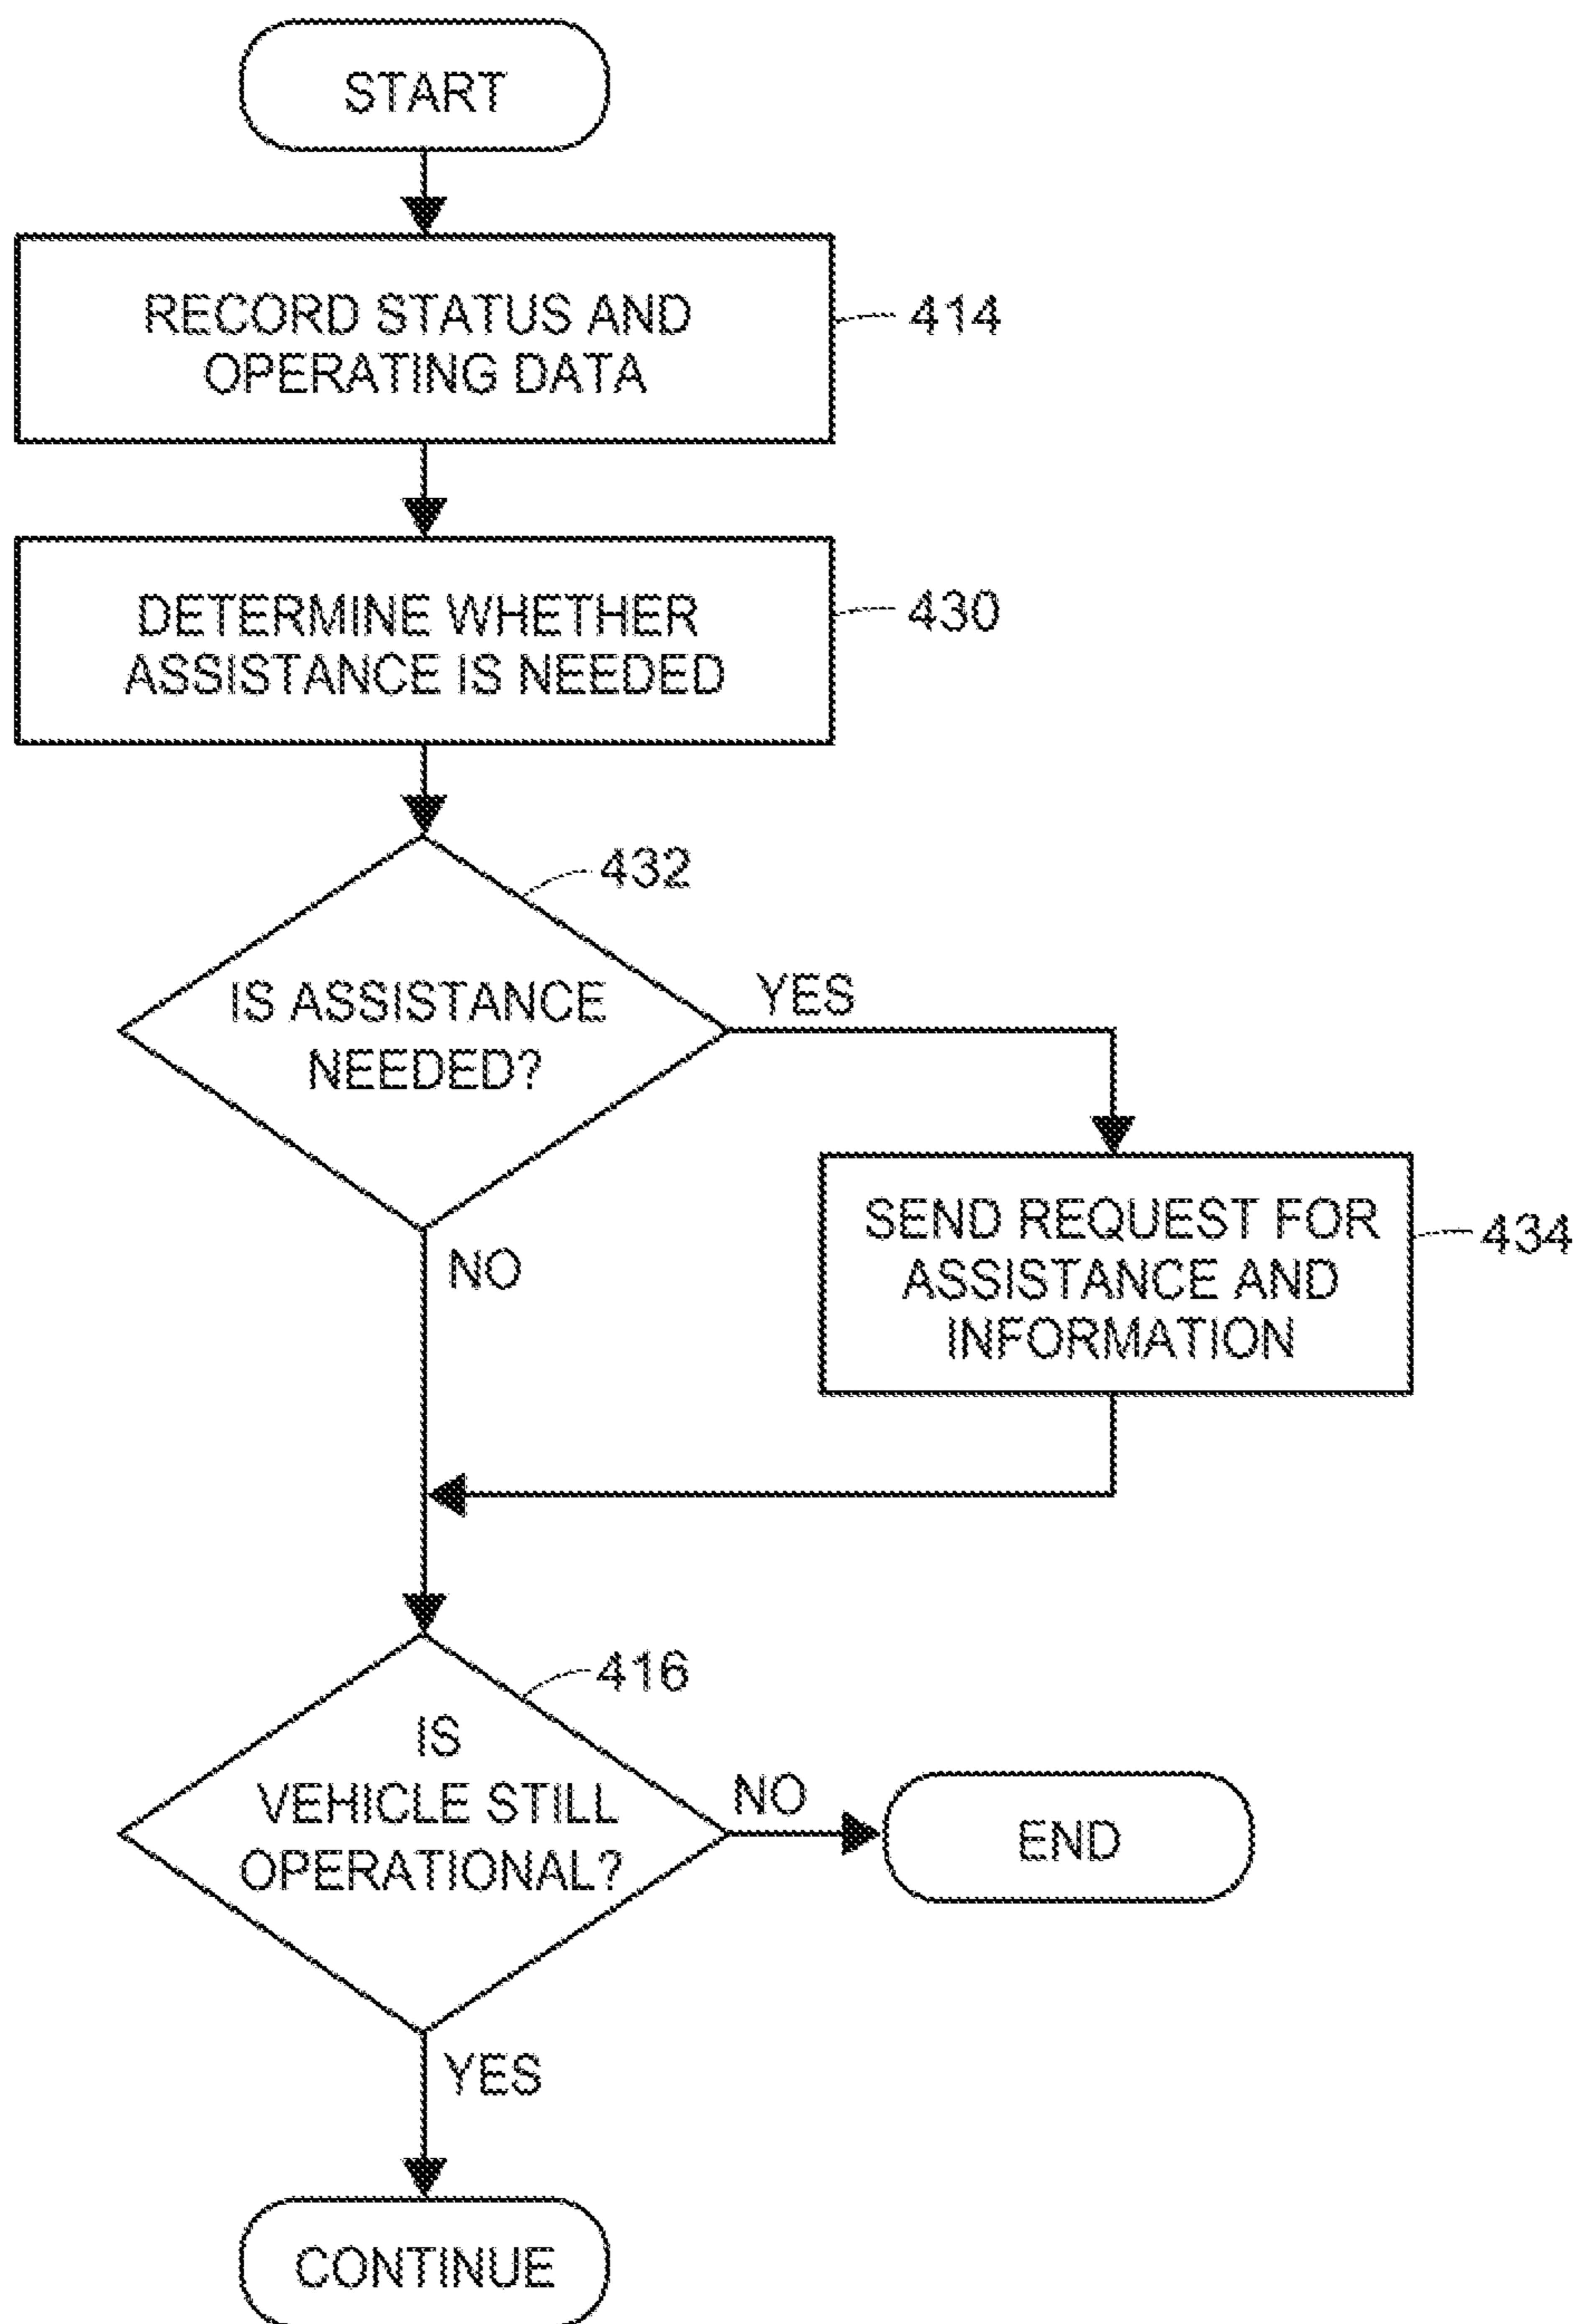 START
RECORD STATUS AND
OPERATING DATA
414
DETERMINE WHETHER
ASSISTANCE IS NEEDED
430
432
IS ASSISTANCE
NEEDED?
YES
NO
SEND REQUEST FOR
ASSISTANCE AND
INFORMATION
434
416
IS
VEHICLE STILL
OPERATIONAL?
NO
END
YES
CONTINUE